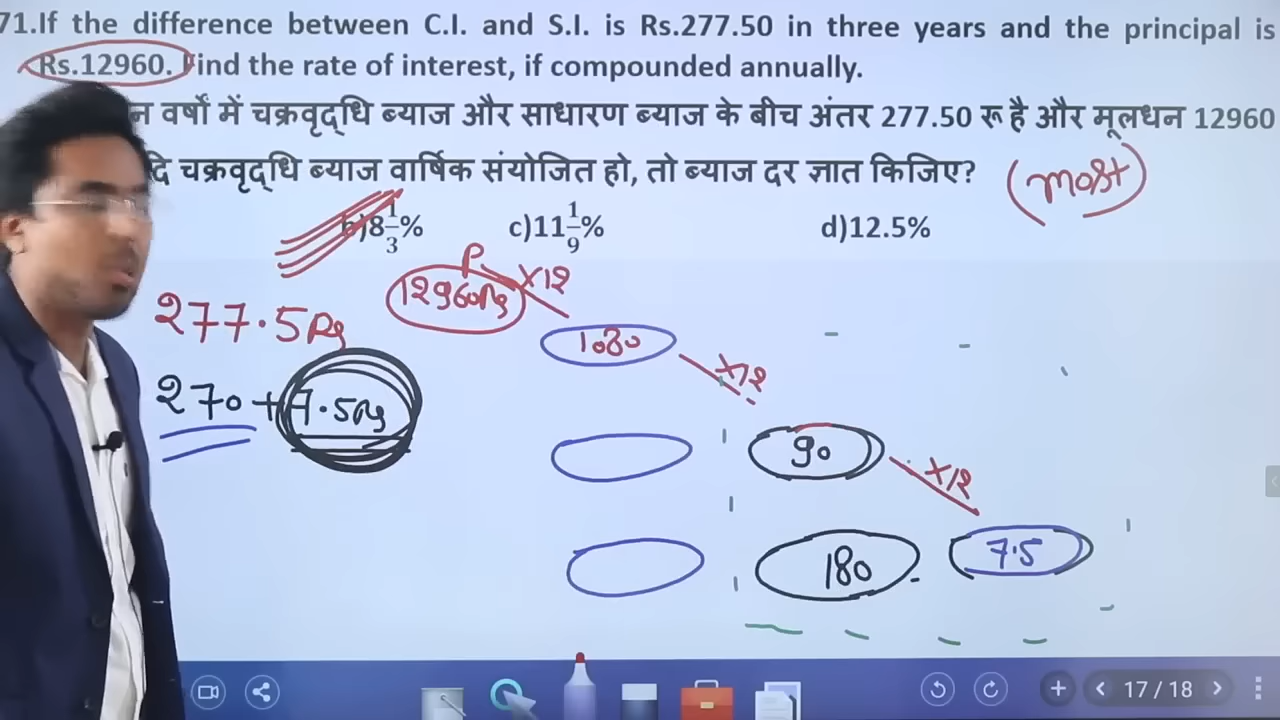 71.If the difference between C.I. and S.I. is Rs.277.50 in three years and the principal is
Rs.12960. Find the rate of interest, if compounded annually.
न वर्षों में चक्रवृद्धि ब्याज और साधारण ब्याज के बीच अंतर 277.50 रू है और मूलधन 12960
दि चक्रवृद्धि ब्याज वार्षिक संयोजित हो, तो ब्याज दर ज्ञात किजिए?
(most)
b)8 1/3% c)11 1/9% d)12.5%
P
277.5Rs 12960Rs ×12
1080
×12
270+7.5Rs
90
×12
180 7.5
17 / 18